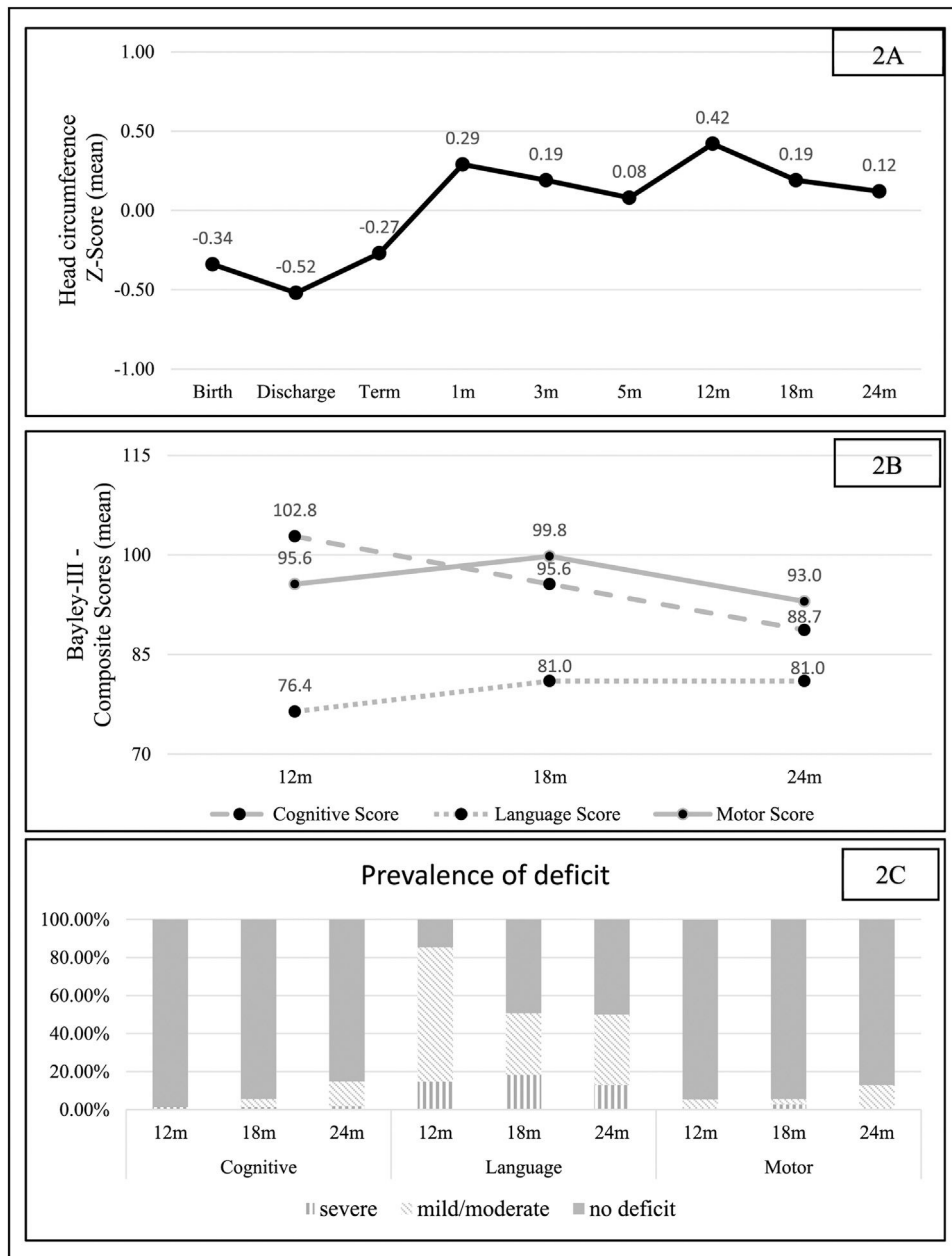 2A
Head circumference
Z-Score (mean)
1.00
0.50
0.00
-0.50
-1.00
-0.34
-0.52
-0.27
0.29
0.19
0.08
0.42
0.19
0.12
Birth Discharge Term 1m 3m 5m 12m 18m 24m
2B
Bayley-III -
Composite Scores (mean)
115
100
85
70
102.8
95.6
76.4
99.8
95.6
81.0
93.0
88.7
81.0
12m 18m 24m
Cognitive Score Language Score Motor Score
2C
Prevalence of deficit
100.00%
80.00%
60.00%
40.00%
20.00%
0.00%
12m 18m 24m 12m 18m 24m 12m 18m 24m
Cognitive Language Motor
severe mild/moderate no deficit